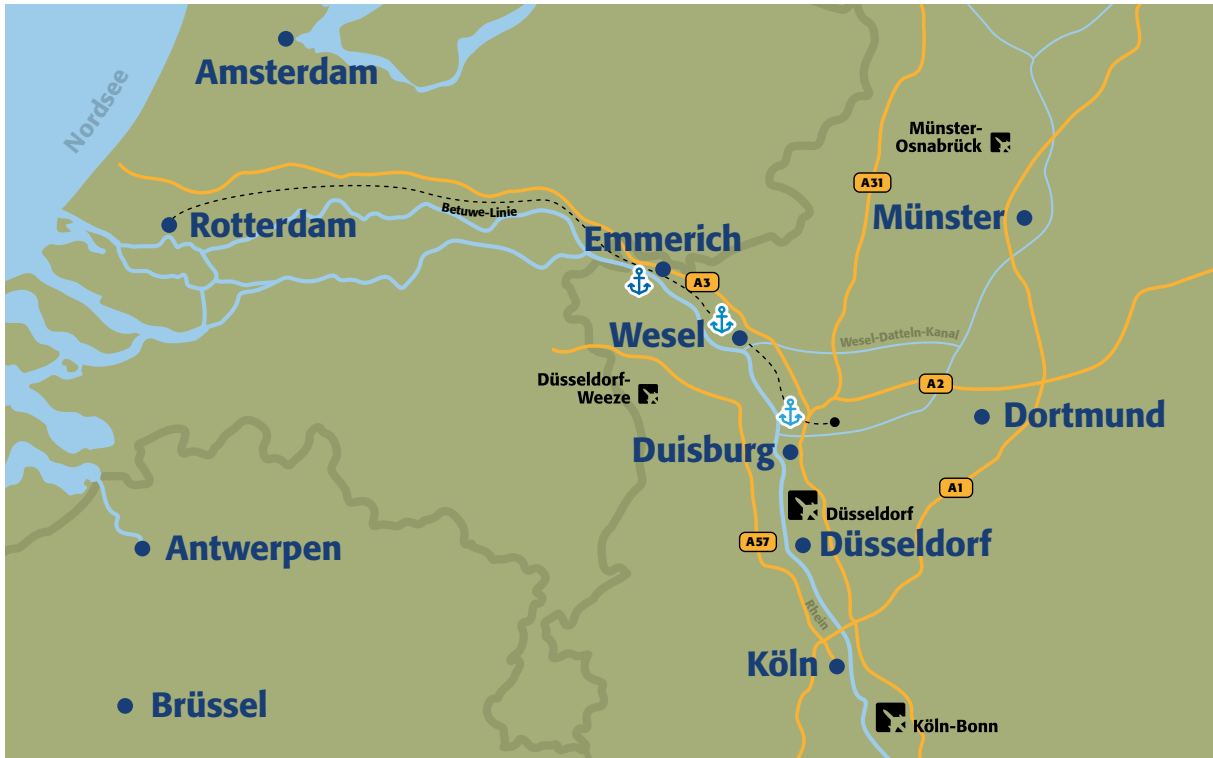 Amsterdam
Nordsee
Münster-
Osnabrück
A31
Münster
Betuwe-Linie
Rotterdam
Emmerich
A3
Wesel
Wesel-Datteln-Kanal
Düsseldorf-
Weeze
A2
Dortmund
Duisburg
A1
Düsseldorf
A57
Düsseldorf
Antwerpen
Rhein
Köln
Brüssel
Köln-Bonn